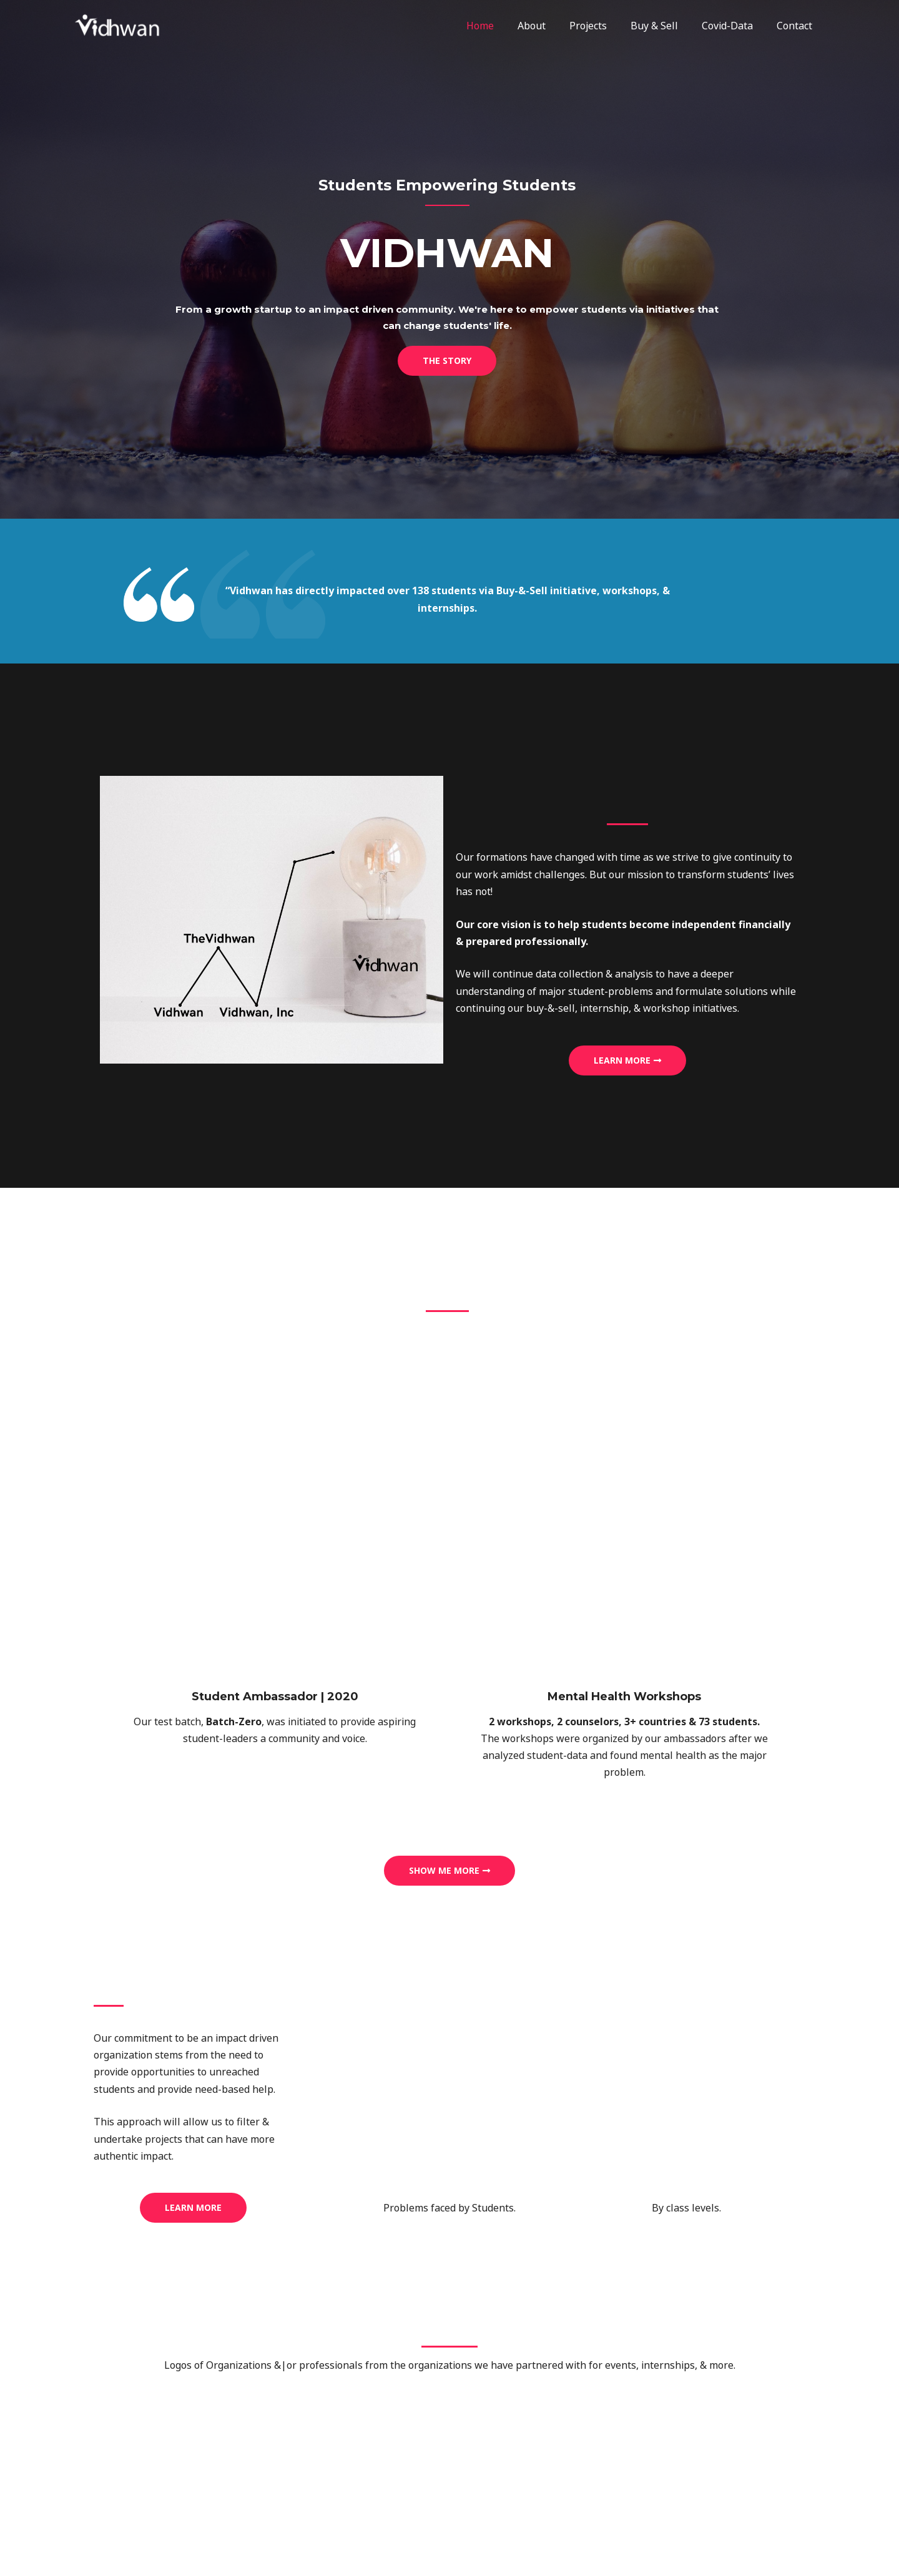 Vidhwan
Home About Projects Buy & Sell Covid-Data Contact
Students Empowering Students
VIDHWAN
From a growth startup to an impact driven community. We're here to empower students via initiatives that
can change students' life.
THE STORY
“Vidhwan has directly impacted over 138 students via Buy-&-Sell initiative, workshops, &
internships.
TheVidhwan
Vidhwan
Vidhwan, Inc
Vidhwan
Our formations have changed with time as we strive to give continuity to
our work amidst challenges. But our mission to transform students’ lives
has not!
Our core vision is to help students become independent financially
& prepared professionally.
We will continue data collection & analysis to have a deeper
understanding of major student-problems and formulate solutions while
continuing our buy-&-sell, internship, & workshop initiatives.
LEARN MORE
Student Ambassador | 2020
Our test batch, Batch-Zero, was initiated to provide aspiring
student-leaders a community and voice.
Mental Health Workshops
2 workshops, 2 counselors, 3+ countries & 73 students.
The workshops were organized by our ambassadors after we
analyzed student-data and found mental health as the major
problem.
SHOW ME MORE
Our commitment to be an impact driven
organization stems from the need to
provide opportunities to unreached
students and provide need-based help.
This approach will allow us to filter &
undertake projects that can have more
authentic impact.
LEARN MORE
Problems faced by Students.
By class levels.
Logos of Organizations &|or professionals from the organizations we have partnered with for events, internships, & more.